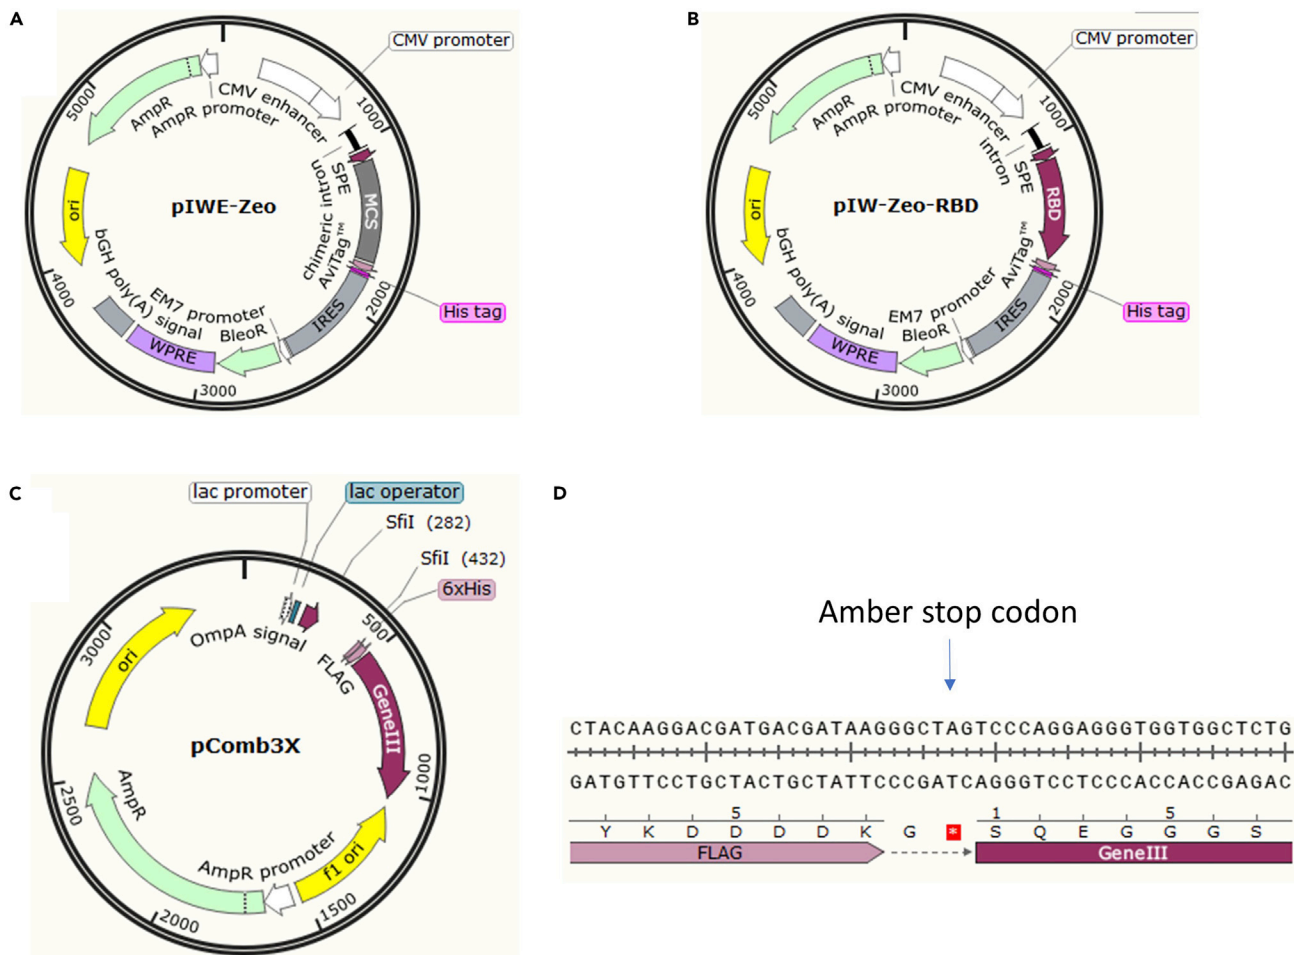 A
CMV promoter
CMV enhancer
AmpR promoter
AmpR
5000
1000
chimeric intron
SPE
MCS
pIWE-Zeo
ori
AviTag™
His tag
2000
IRES
EM7 promoter
BleoR
WPRE
bGH poly(A) signal
4000
3000
B
CMV promoter
CMV enhancer
AmpR promoter
AmpR
5000
1000
intron
SPE
RBD
pIW-Zeo-RBD
ori
AviTag™
His tag
2000
IRES
EM7 promoter
BleoR
WPRE
bGH poly(A) signal
4000
3000
C
lac promoter
lac operator
SfiI (282)
SfiI (432)
6xHis
500
OmpA signal
FLAG
GeneIII
3000
ori
pComb3X
1000
2500
AmpR
AmpR promoter
f1 ori
1500
2000
D
Amber stop codon
CTACAAGGACGATGACGATAAGGGCTAGTCCCAGGAGGGTGGTGGCTCTG
GATGTTCCTGCTACTGCTATTCCCGATCAGGGTCCTCCCACCACCGAGAC
5 1 5
Y K D D D D K G * S Q E G G G S
FLAG GeneIII